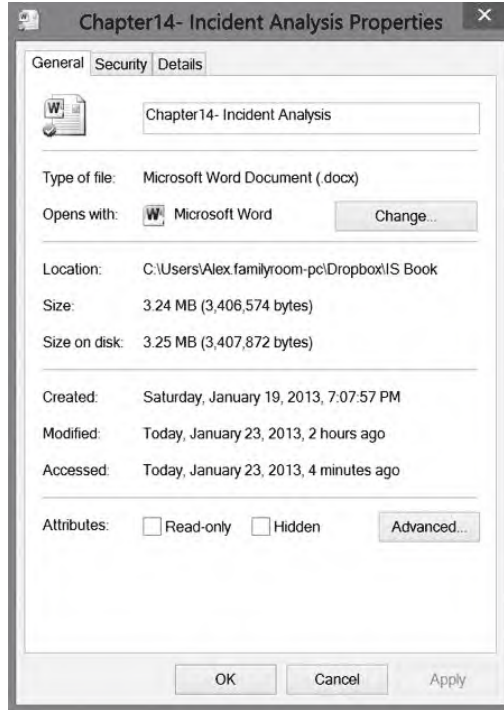 Chapter14- Incident Analysis Properties
General Security Details
Chapter14- Incident Analysis
Type of file: Microsoft Word Document (.docx)
Opens with: Microsoft Word Change...
Location: C:\Users\Alex.familyroom-pc\Dropbox\IS Book
Size: 3.24 MB (3,406,574 bytes)
Size on disk: 3.25 MB (3,407,872 bytes)
Created: Saturday, January 19, 2013, 7:07:57 PM
Modified: Today, January 23, 2013, 2 hours ago
Accessed: Today, January 23, 2013, 4 minutes ago
Attributes: Read-only Hidden Advanced...
OK Cancel Apply